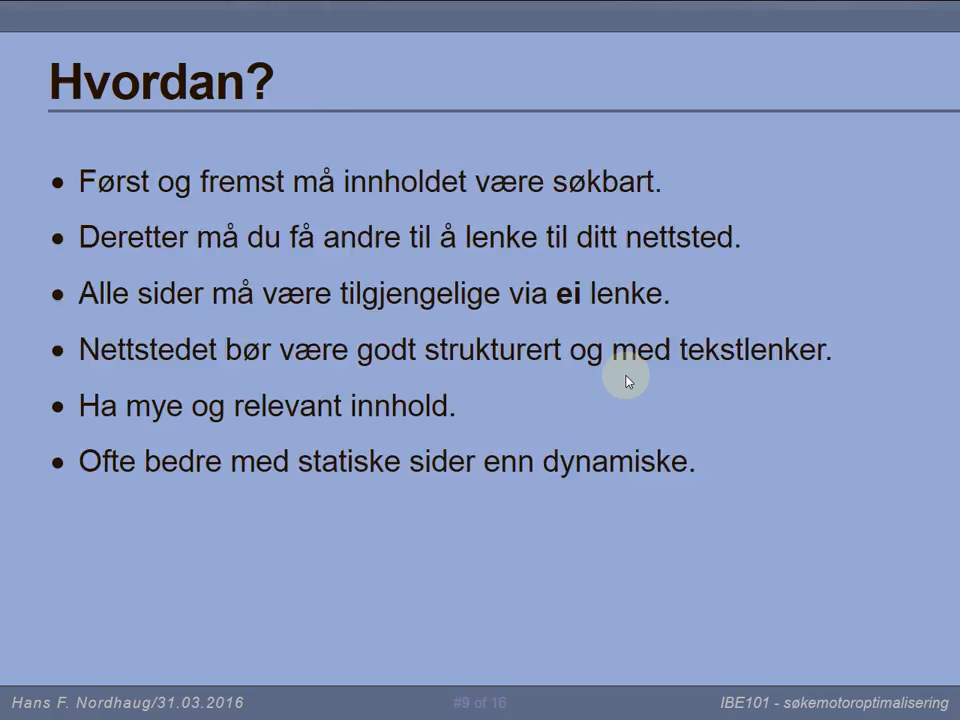 Hvordan?
Først og fremst må innholdet være søkbart.
Deretter må du få andre til å lenke til ditt nettsted.
Alle sider må være tilgjengelige via ei lenke.
Nettstedet bør være godt strukturert og med tekstlenker.
Ha mye og relevant innhold.
Ofte bedre med statiske sider enn dynamiske.
Hans F. Nordhaug/31.03.2016
#9 of 16
IBE101 - søkemotoroptimalisering